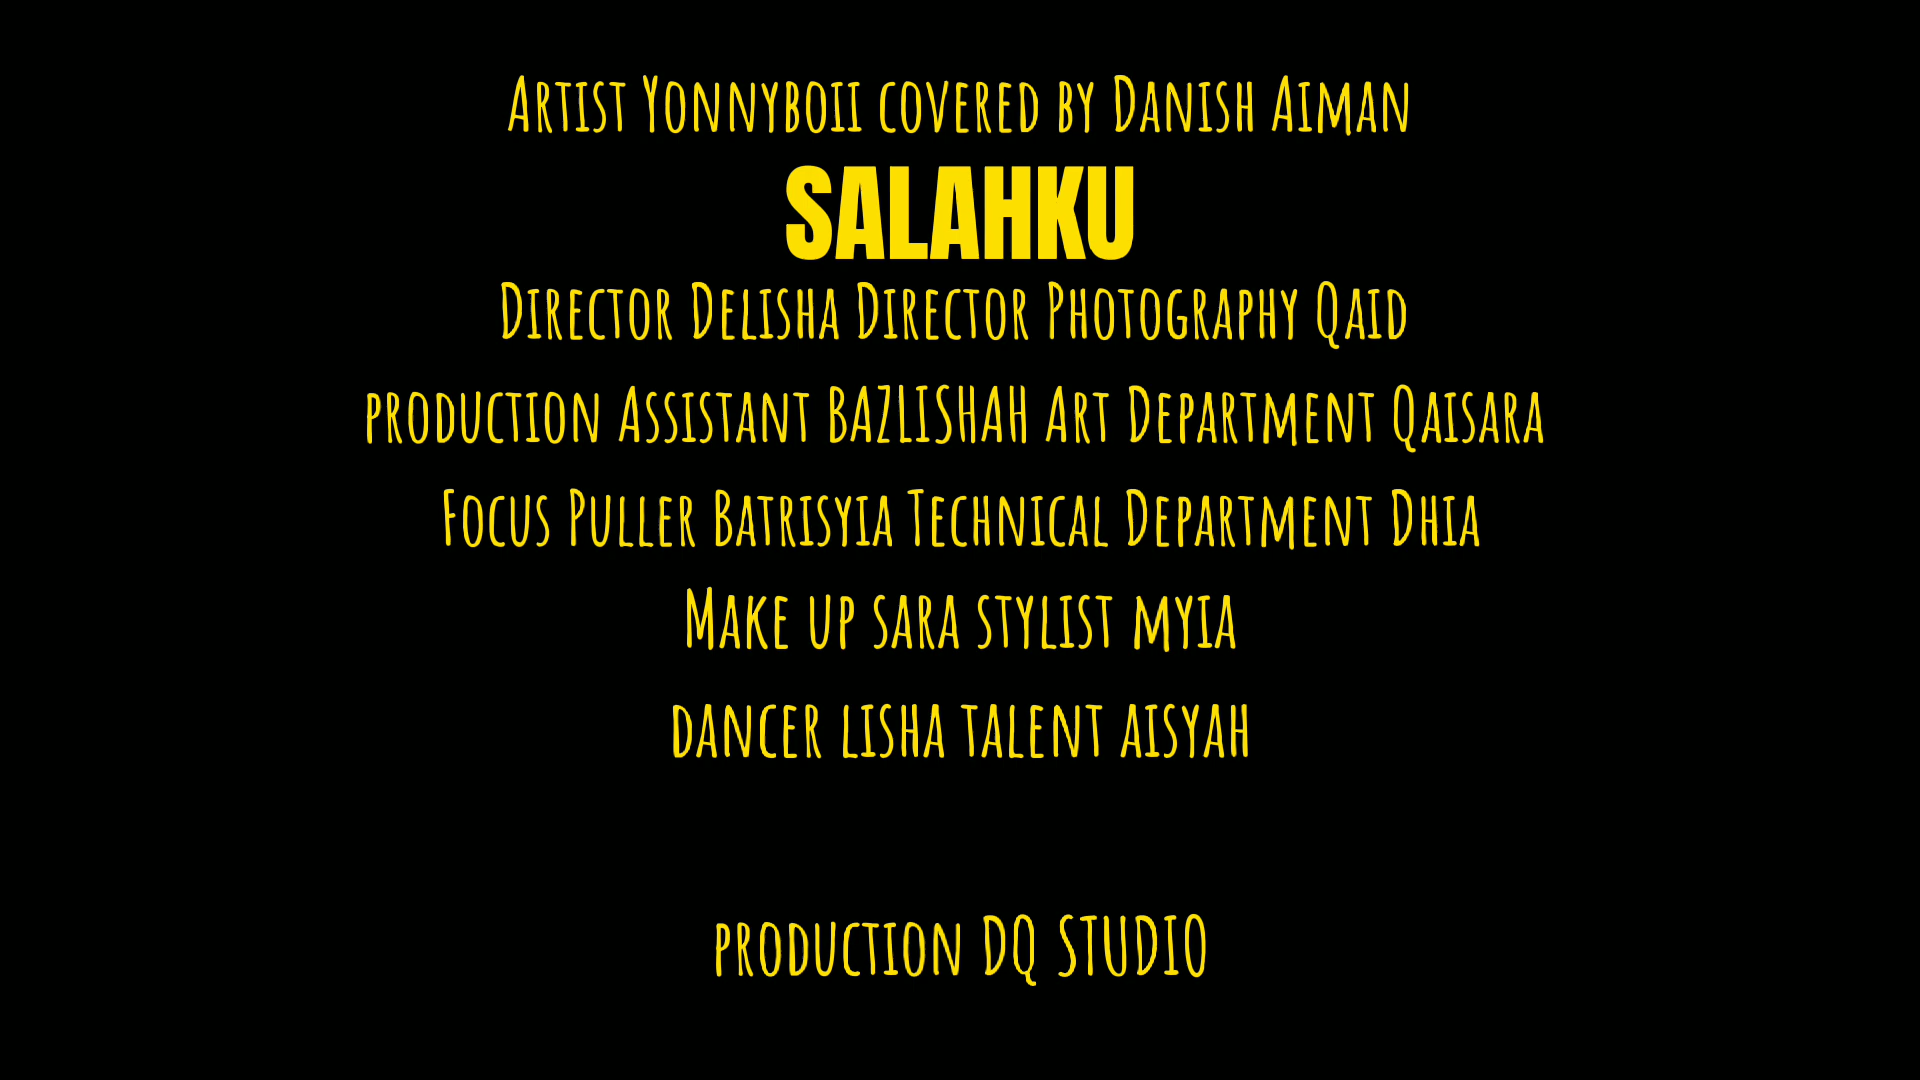 Artist Yonnyboii covered by Danish Aiman
SALAHKU
Director Delisha Director Photography Qaid
production Assistant BAZLISHAH Art Department Qaisara
Focus Puller Batrisyia Technical Department Dhia
Make up sara stylist myia
dancer lisha talent aisyah
production DQ STUDIO